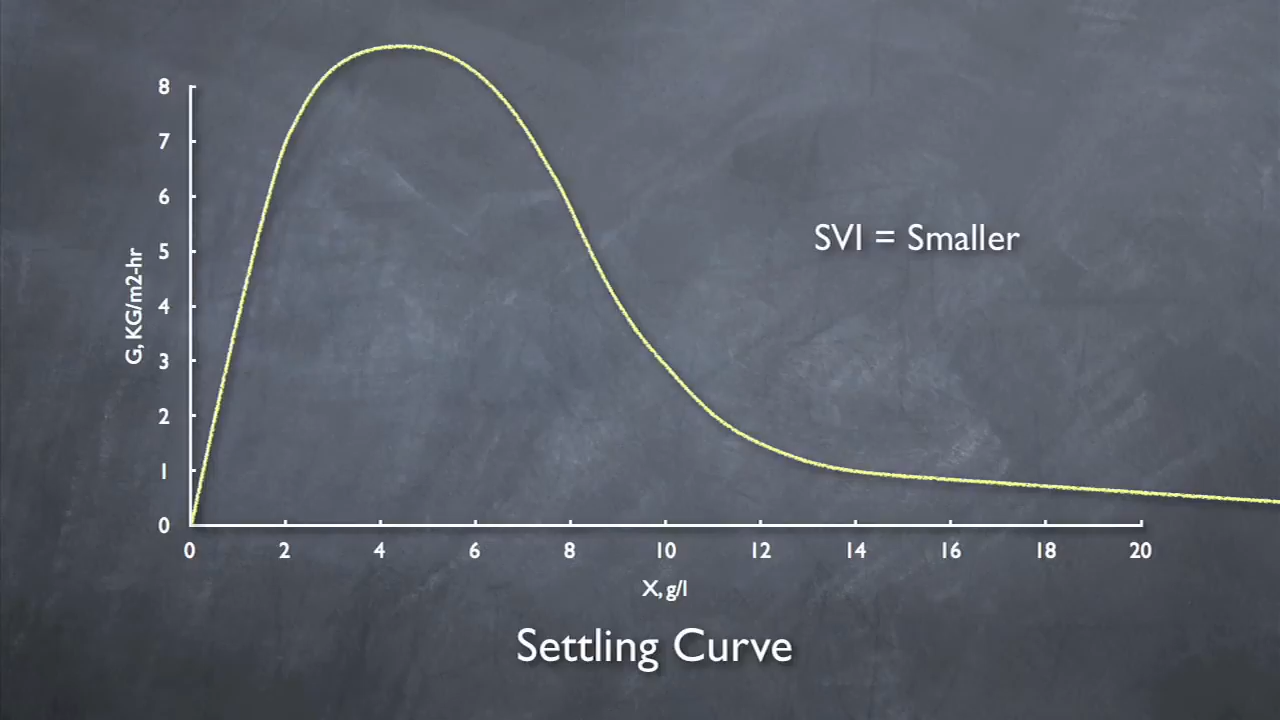 8
7
6
5
4
3
2
1
0
G, KG/m2-hr
SVI = Smaller
0 2 4 6 8 10 12 14 16 18 20
X, g/l
Settling Curve